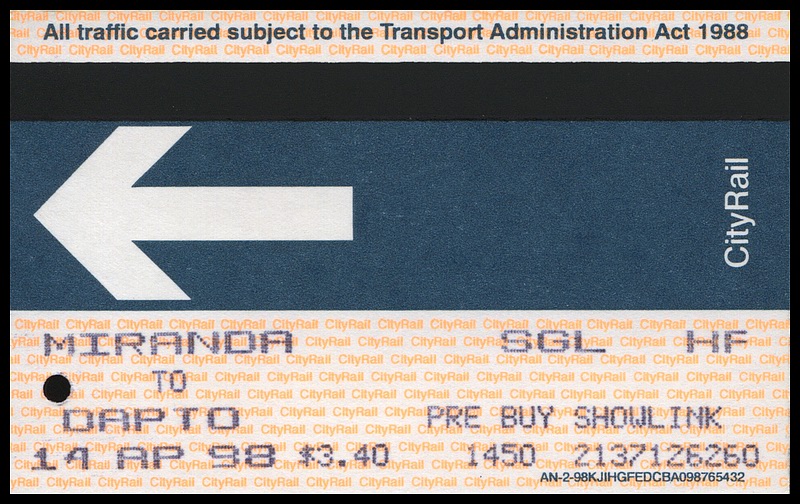 All traffic carried subject to the Transport Administration Act 1988
CityRail
MIRANDA SGL HF
TO
DAPTO PRE BUY SHOWLINK
14 AP 98 $3.40 1450 2137126260
AN-2-98KJIHGFEDCBA098765432